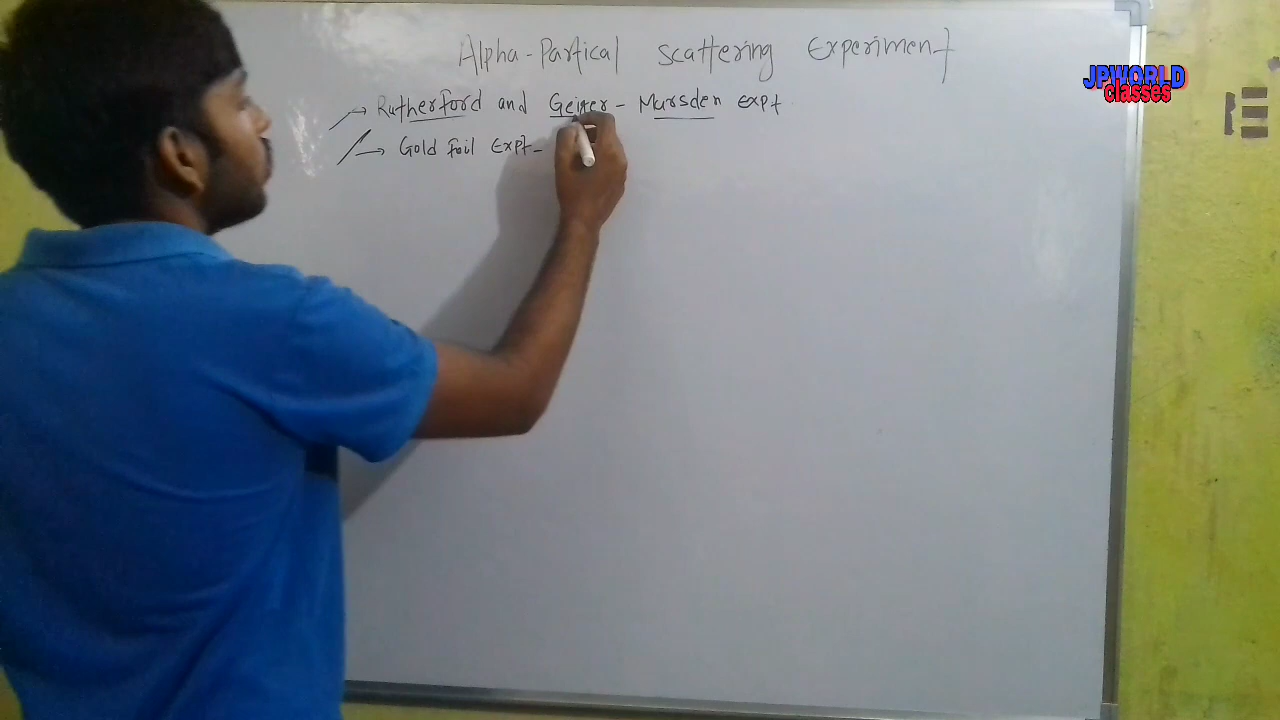 Alpha-Partical scattering Experiment
JPWORLD
classes
→ Rutherford and Geiger - Marsden Expt
→ Gold foil Expt-